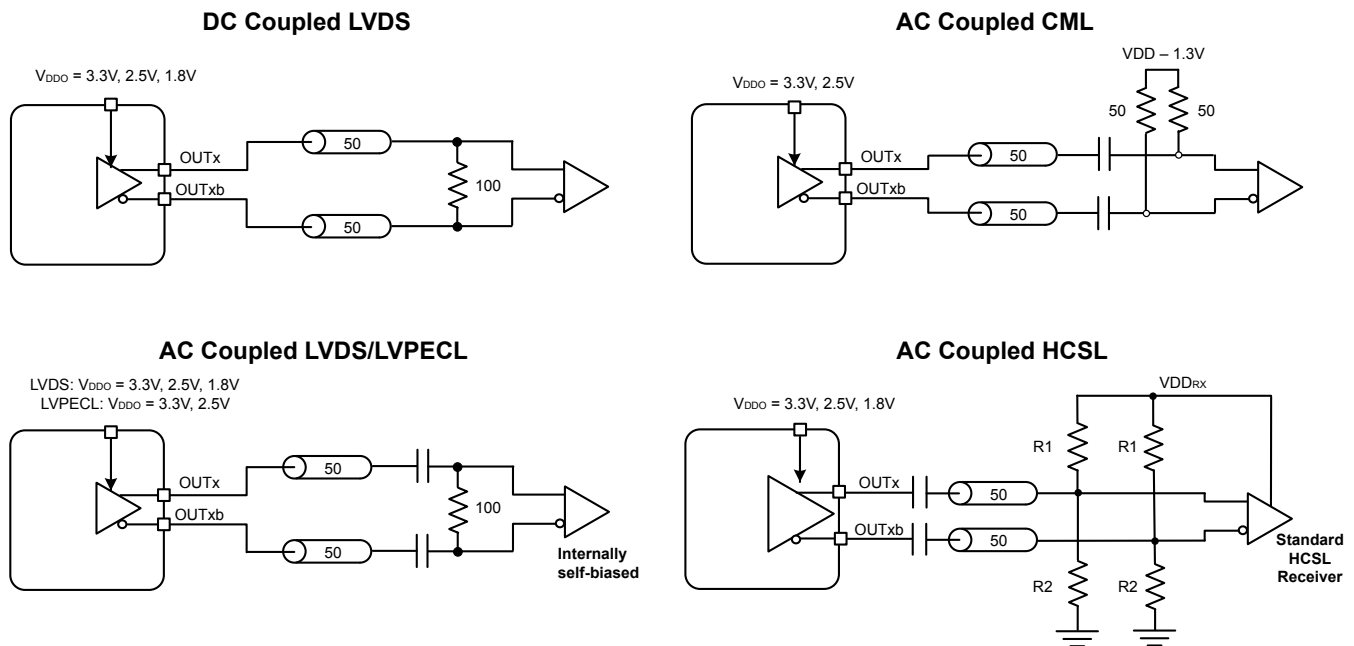 DC Coupled LVDS
VDDO = 3.3V, 2.5V, 1.8V
OUTx
50
OUTxb
50
100
AC Coupled CML
VDD – 1.3V
VDDO = 3.3V, 2.5V
50
50
OUTx
50
OUTxb
50
AC Coupled LVDS/LVPECL
LVDS: VDDO = 3.3V, 2.5V, 1.8V
LVPECL: VDDO = 3.3V, 2.5V
OUTx
50
OUTxb
50
100
Internally
self-biased
AC Coupled HCSL
VDDRX
VDDO = 3.3V, 2.5V, 1.8V
R1
R1
OUTx
50
OUTxb
50
R2
R2
Standard
HCSL
Receiver